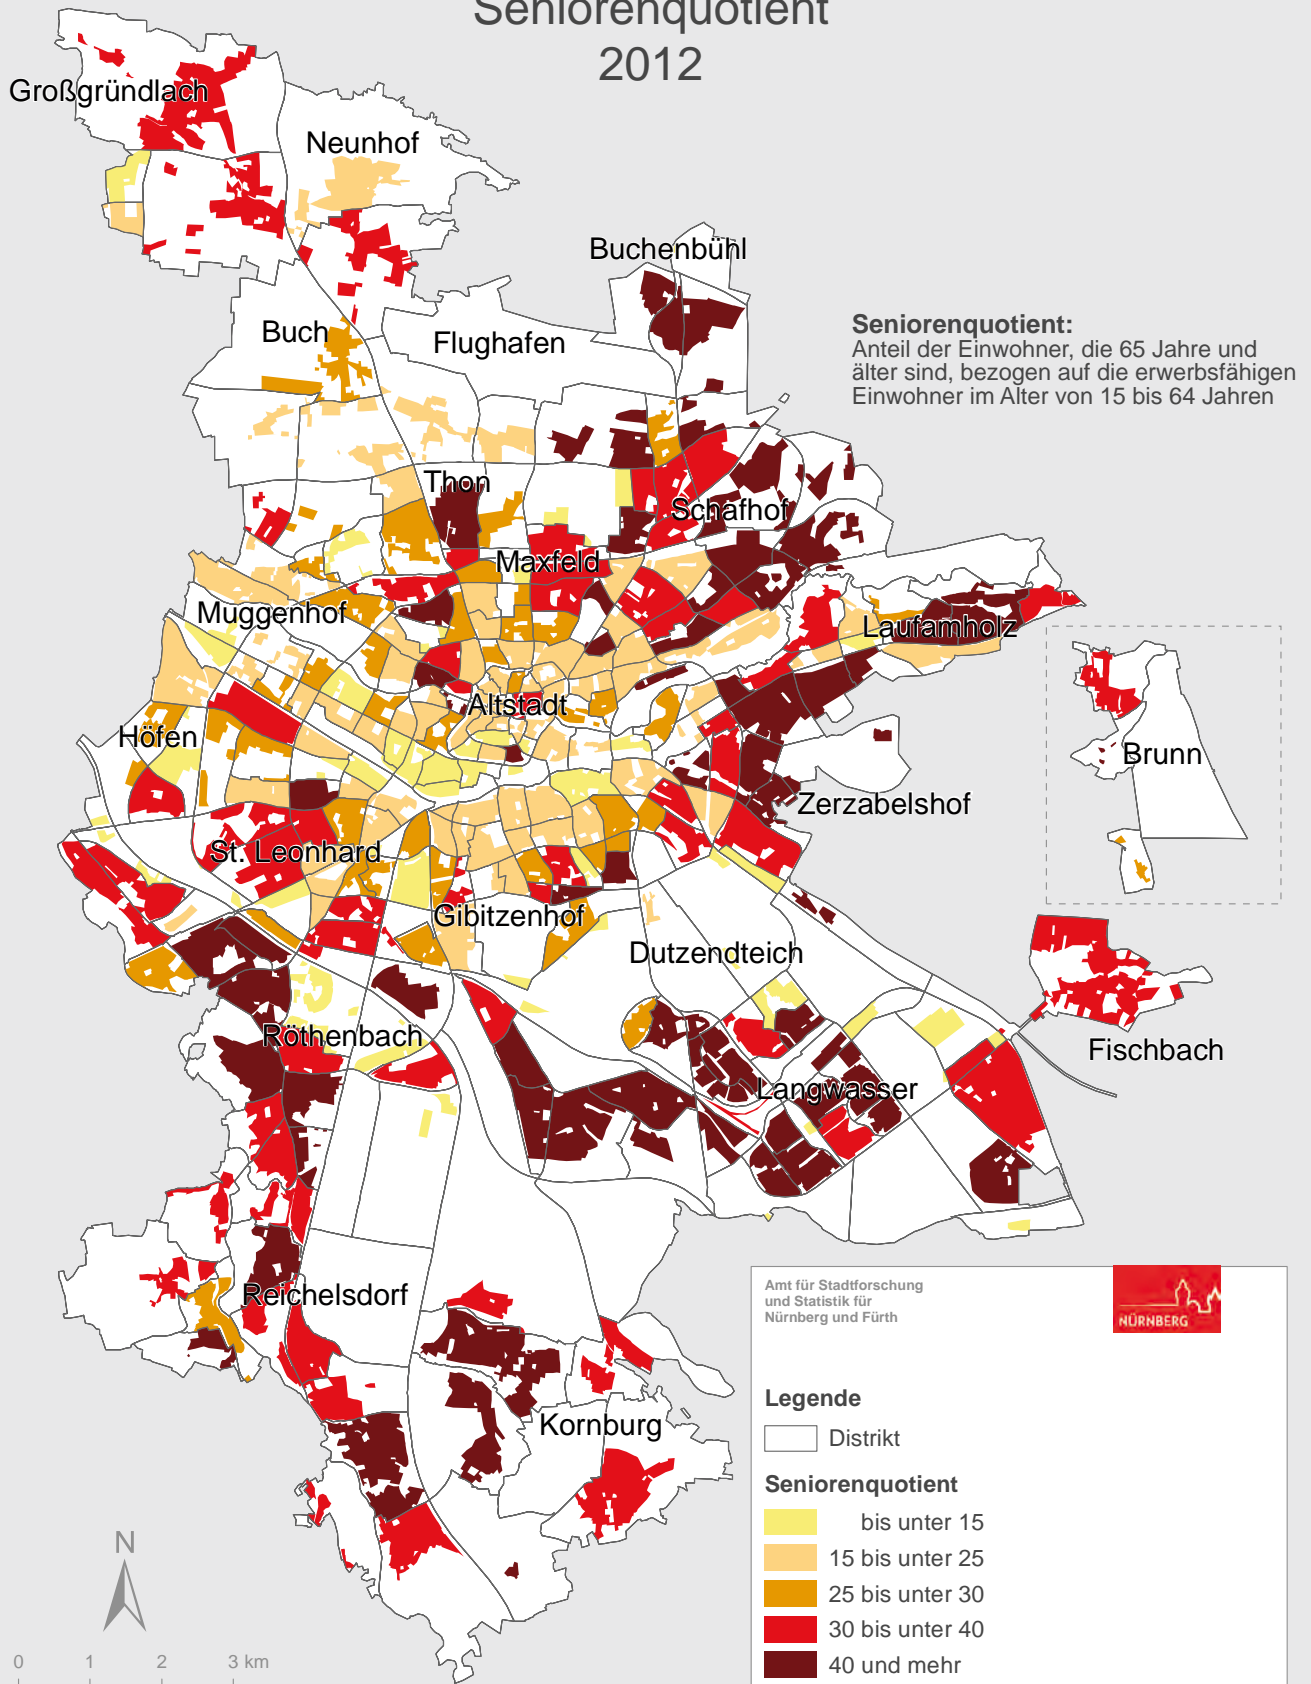 Seniorenquotient
2012
Großgründlach
Neunhof
Buchenbühl
Buch
Flughafen
Seniorenquotient:
Anteil der Einwohner, die 65 Jahre und
älter sind, bezogen auf die erwerbsfähigen
Einwohner im Alter von 15 bis 64 Jahren
Thon
Schafhof
Maxfeld
Muggenhof
Laufamholz
Altstadt
Höfen
Brunn
Zerzabelshof
St. Leonhard
Gibitzenhof
Dutzendteich
Röthenbach
Fischbach
Langwasser
Reichelsdorf
Kornburg
Amt für Stadtforschung
und Statistik für
Nürnberg und Fürth
NÜRNBERG
Legende
Distrikt
Seniorenquotient
bis unter 15
15 bis unter 25
25 bis unter 30
30 bis unter 40
40 und mehr
N
0 1 2 3 km